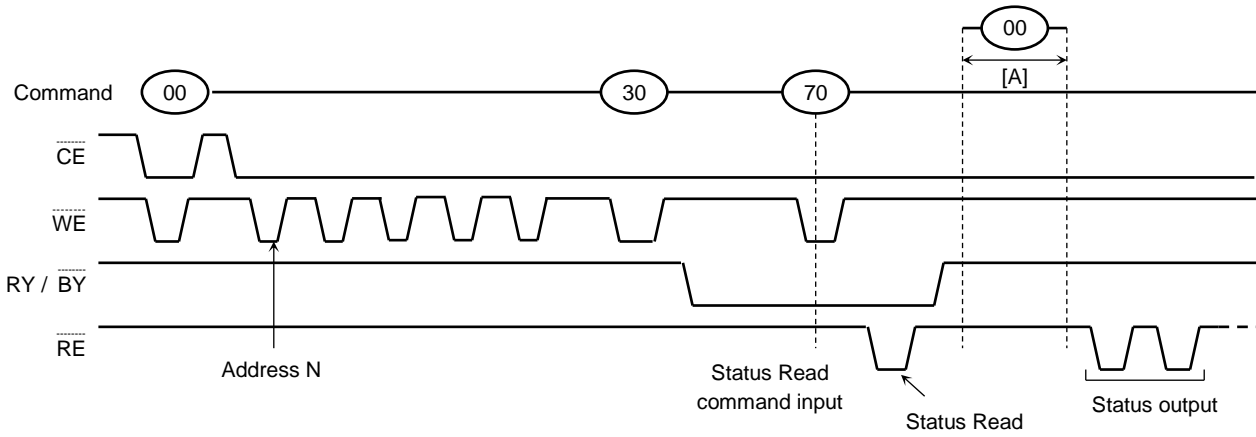 00
[A]
Command 00 30 70
CE
WE
RY / BY
RE
Address N
Status Read
command input
Status Read
Status output